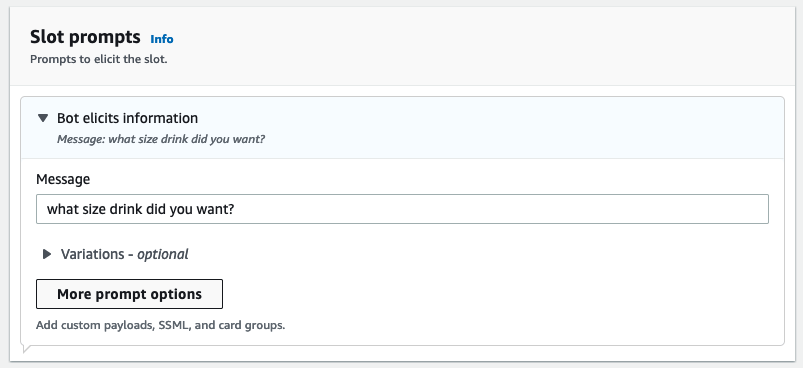 Slot prompts Info
Prompts to elicit the slot.
Bot elicits information
Message: what size drink did you want?
Message
what size drink did you want?
Variations - optional
More prompt options
Add custom payloads, SSML, and card groups.